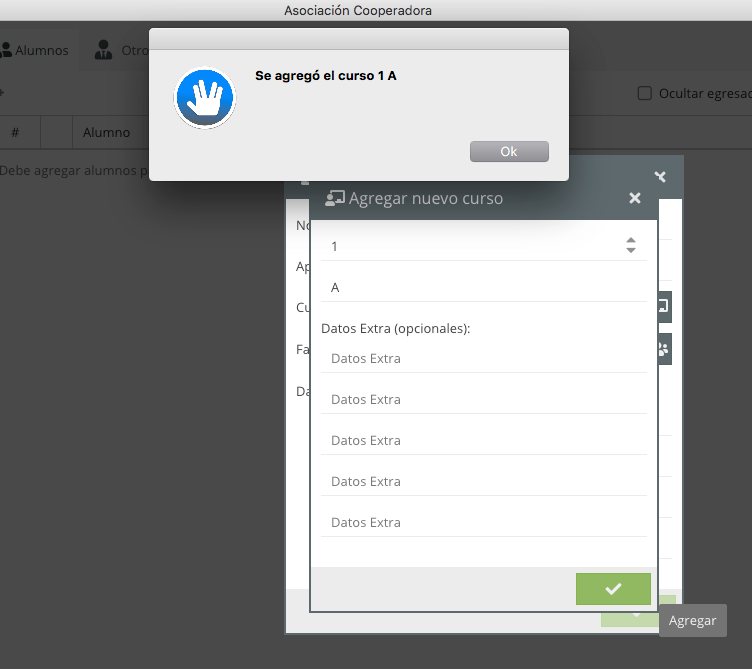 Asociación Cooperadora
Alumnos
Otro
Se agregó el curso 1 A
Ok
Ocultar egresad
#
Alumno
Debe agregar alumnos p
Agregar nuevo curso
No
1
Ap
A
Cu
Datos Extra (opcionales):
Fa
Datos Extra
Da
Datos Extra
Datos Extra
Datos Extra
Datos Extra
Agregar